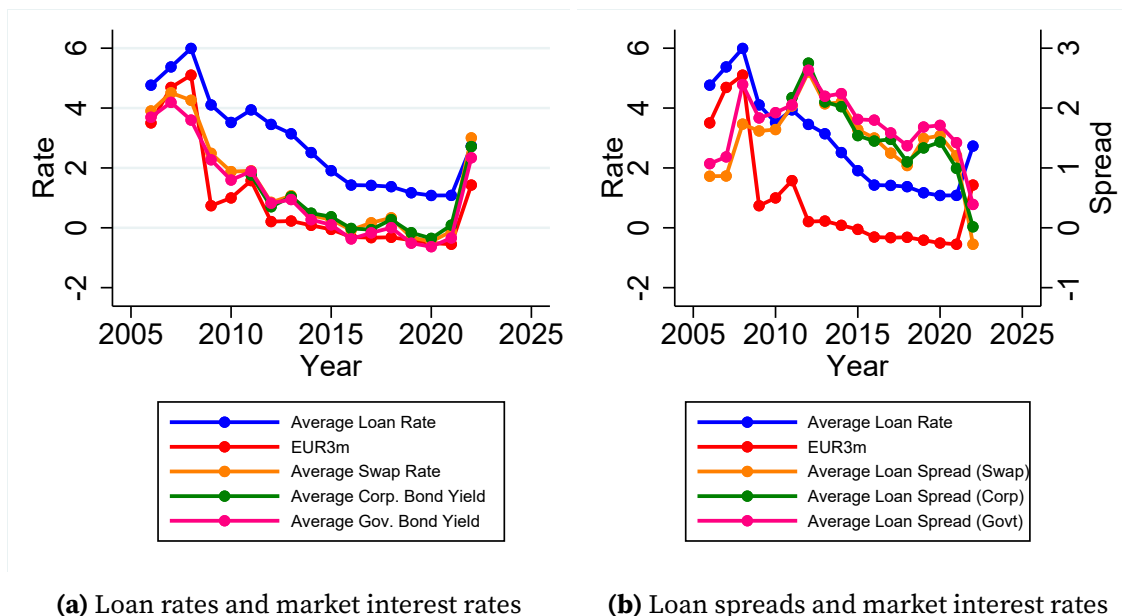 6
4
2
0
-2
Rate
2005 2010 2015 2020 2025
Year
Average Loan Rate
EUR3m
Average Swap Rate
Average Corp. Bond Yield
Average Gov. Bond Yield
(a) Loan rates and market interest rates
6
4
2
0
-2
Rate
3
2
1
0
-1
Spread
2005 2010 2015 2020 2025
Year
Average Loan Rate
EUR3m
Average Loan Spread (Swap)
Average Loan Spread (Corp)
Average Loan Spread (Govt)
(b) Loan spreads and market interest rates